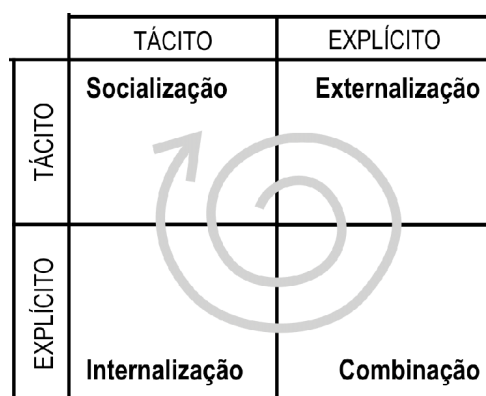 TÁCITO EXPLÍCITO
TÁCITO
Socialização Externalização
EXPLÍCITO
Internalização Combinação